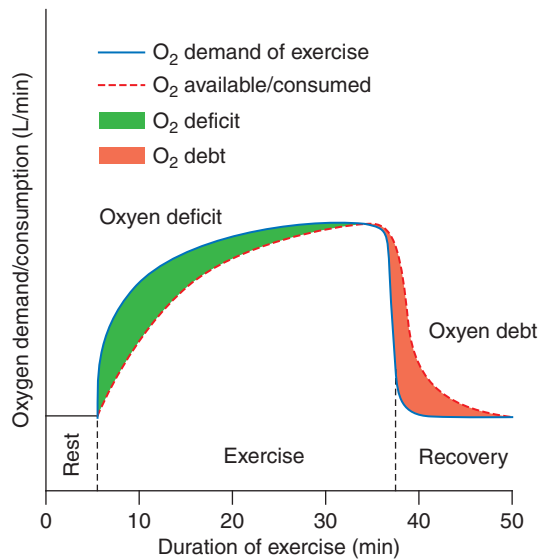 O₂ demand of exercise
O₂ available/consumed
O₂ deficit
O₂ debt
Oxygen demand/consumption (L/min)
Oxyen deficit
Oxyen debt
Rest
Exercise
Recovery
0 10 20 30 40 50
Duration of exercise (min)